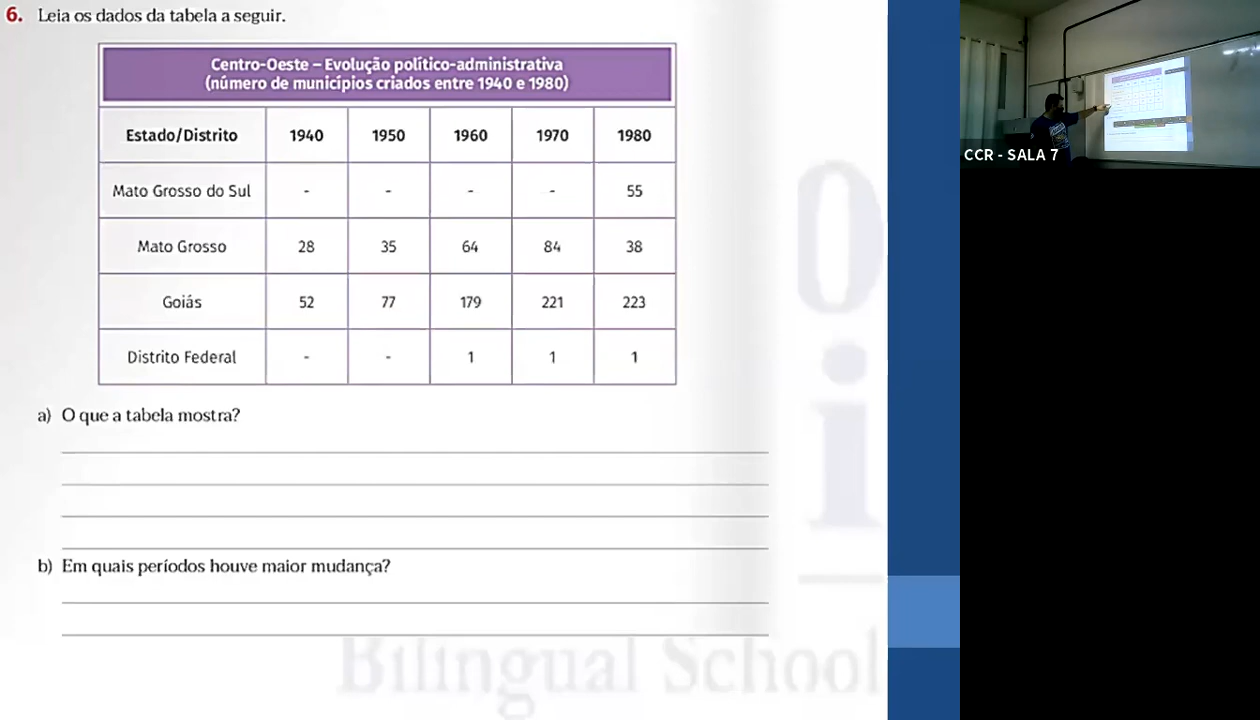 6. Leia os dados da tabela a seguir.
Centro-Oeste – Evolução político-administrativa
(número de municípios criados entre 1940 e 1980)
Estado/Distrito 1940 1950 1960 1970 1980
Mato Grosso do Sul - - - - 55
Mato Grosso 28 35 64 84 38
Goiás 52 77 179 221 223
Distrito Federal - - 1 1 1
a) O que a tabela mostra?
b) Em quais períodos houve maior mudança?
Bilingual School
CCR - SALA 7